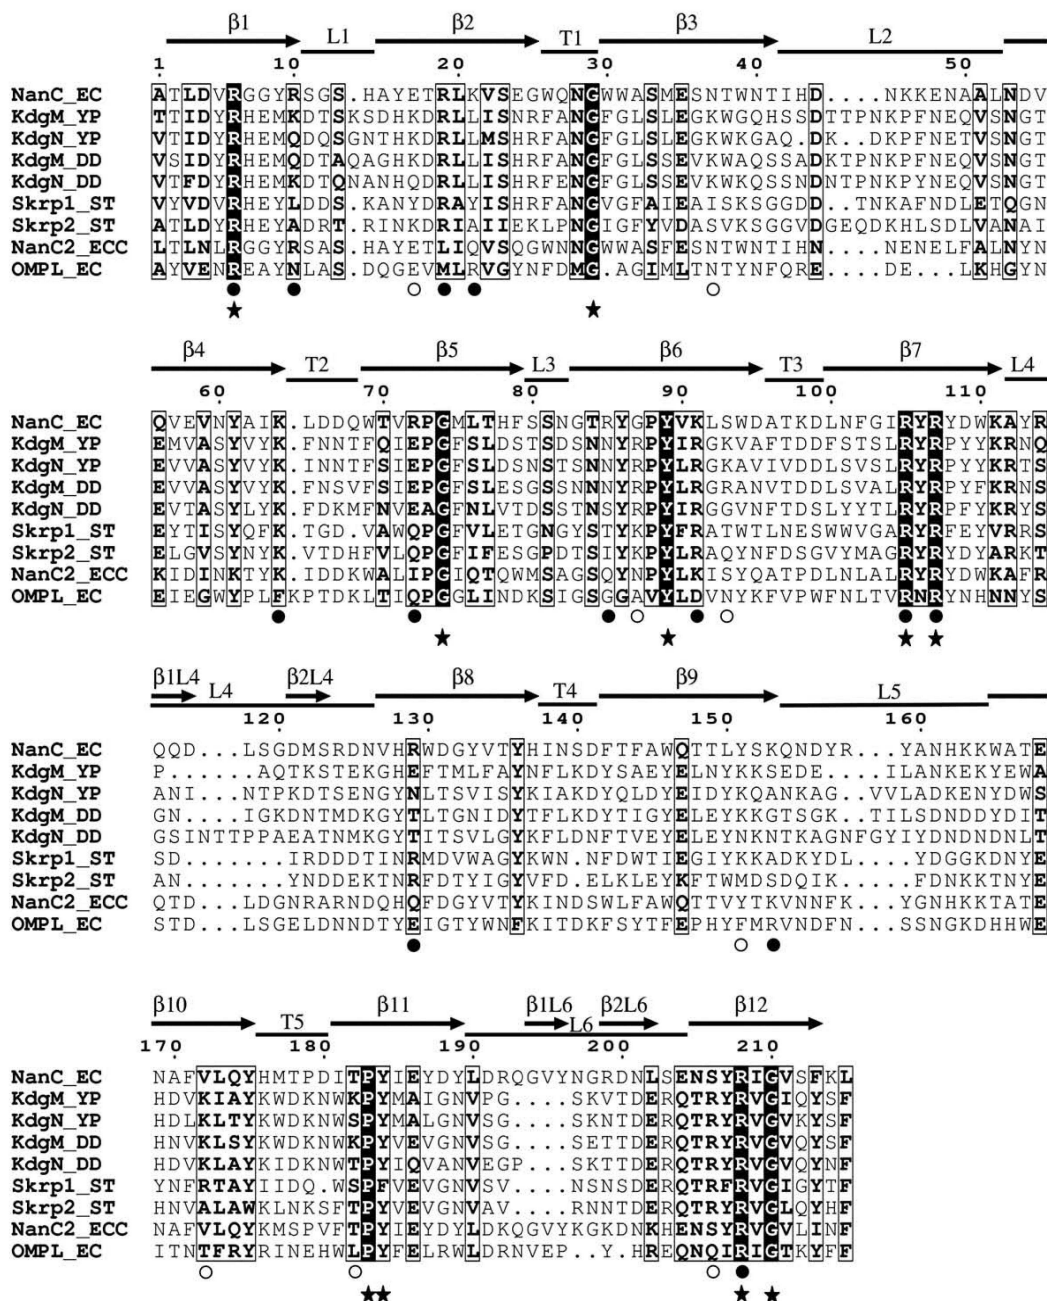 β1 L1 β2 T1 β3 L2
1 10 20 30 40 50
NanC_EC ATLDVRGGYRSGS.HAYETRLKVSEGWQNGWWASMESNTWNTIHD....NKKENAALNDV
KdgM_YP TTIDYRHEMKDTSKSDHKDRLLISNRFANGFGLSLEGKWGQHSSDTTPNKPFNEQVSNGT
KdgN_YP VTIDYRHEMQDQSGNTHKDRLLMSHRFANGFGLSSEVKWKGAQ.DK..DKPFNEQVSNGT
KdgM_DD VSIDYRHEMQDTAQAGHKDRLLISHRFANGFGLSSEVKWAQSSADKTPNKPFNEQVSNGT
KdgN_DD VTFDYRHEMKDTQNANHQDRLLISHRFENGFGLSSEVKWKQSSNDNTPNKPYNEQVSNGT
Skrp1_ST VYVDVRHEYLDDS.KANYDRAYISHRFANGVGFAIEAISKSGGD..TNKAFNDLETQGN
Skrp2_ST ATLDYRHEYADRT.RINKDRIAIIEKLPNGIGFYVDASVKSGGTDGEQDKHLSDLVANAI
NanC2_ECC LTLNLRGGYRSAS.HAYETLIQVSQGWNNGWWASFESNTWNTIHN....NENELFALNYN
OMPL_EC AYVENREAYNLAS.DQGEVMLRVGYNFDMG.AGIMLTNTYNFQRE....DE...LKHGYN
β4 T2 β5 L3 β6 T3 β7 L4
60 70 80 90 100 110
NanC_EC QVEVNYAIK.LDDQWTVRPGMLTHFSSNGTRYGPYVKLSWDATKDLNFGIRYRYDWKAYR
KdgM_YP EMVASYVYK.FNNTFQIEPGFSLDSNSTSNNYRPYIRGKVAFTDDFSTSLRYRPYYKRNQ
KdgN_YP EVVASYVYK.INNTFSIEPGFSLDSNSTSNNYRPYLRGKAVIVDDLSVSLRYRPYYKRTS
KdgM_DD EVVASYVYK.FNSVFSIEPGFSLESGSSNNNYRPYLRGRANVTDDLSVALRYRPYFKRNS
KdgN_DD EVTASYLYK.FDKMFNVEAGFNLVTDSSNTSYRPYIRGKVKVTDSLYYTLRYRPYYKRTG
Skrp1_ST EYTISYQFK.TGD.VAWQPGFVLETGNGYSTYKPYFRATWTLNESWWVGARYRFEYVRRS
Skrp2_ST ELGVSYNYK.VTDHFVLQPGFIFESGPDTSIYKPYLRAQYNFDSGVYMAGRYRYDYARKT
NanC2_ECC KIDINKTYK.IDDKWALIPGIQTQWMSAGSQYNPYLKISYQATPDLNLALRYRYDWKAFR
OMPL_EC EIEGWYPLFKPTDKLTIQPGGLINDKSIGSGGAVYLDVNYKFVPWFNLTVRNRYNHNNYS
β1L4 L4 β2L4 β8 T4 β9 L5
120 130 140 150 160
NanC_EC QQD...LSGDMSRDNVHRWDGYVTYHINSDFTFAWQTTLYSKQNDYR..YANHKKWATE
KdgM_YP P......AQTKSTEKGHEFTMLFAYNFLKDYSAEYELNYKKSEDE...ILANKEKYEWA
KdgN_YP ANI...NTPKDTSENGYNLTSVISYKIAKDYQLDYEIDYKQANKAG..VVLADKENYDWS
KdgM_DD GN....IGKDNTMDKGYTLTGNIDYTFLKDYTIGYELEYKKGTSGK..TILSDNDDYDIT
KdgN_DD GSINTTPPAEATNMKGYTITSVLGYKFLDNFTVEYELEYNKNTKAGNFGYIYDNDNDNLT
Skrp1_ST SD.......IRDDDTINRMDVWAGYKWN.NFDWTIEGIYKKADKYDL..YDGGKDNYE
Skrp2_ST AN.......YNDDEKTNRFDTYIGYVFD.ELKLEYKFTWMDSDQIK....FDNKKTNYE
NanC2_ECC QTD...LDGNRARNDQHQFDGYVTYKINDSWLFAWQTTVYTKVNNFK..YGNHKKTATE
OMPL_EC STD...LSGELDNNDTYEIGTYWNFKITDKFSYTFEPHYFMRVNDFN...SSNGKDHHWE
β10 T5 β11 β1L6 L6 β2L6 β12
170 180 190 200 210
NanC_EC NAFVLQYHMTPDITPYIEYDYLDRQGVYNGRDNLSENSYRIGVSFKL
KdgM_YP HDVKIAYKWDKNWKPYMAIGNVPG....SKVTDERQTRYRVGIQYSF
KdgN_YP HDLKLTYKWDKNWSPYMALGNVSG....SKNTDERQTRYRVGVKYSF
KdgM_DD HNVKLSYKWDKNWKPYVEVGNVSG....SETTDERQTRYRVGVQYSF
KdgN_DD HDVKLAYKIDKNWTPYIQVANVEGP....SKTTDERQTRYRVGVQYNF
Skrp1_ST YNFRTAYIIDQ.WSPFVEVGNVSV....NSNSDERQTRFRVGIGYTF
Skrp2_ST HNVALAWKLNKSFTPYVEVGNVAV....RNNTDERQTRYRVGLQYHF
NanC2_ECC NAFVLQYKMSPVFTPYIEYDYLDKQGVYKGKDNKHENSYRVGVLINF
OMPL_EC ITNTFRYRINEHWLPYFELRWLDRNVEP..Y.HREQNQIRIGTKYFF